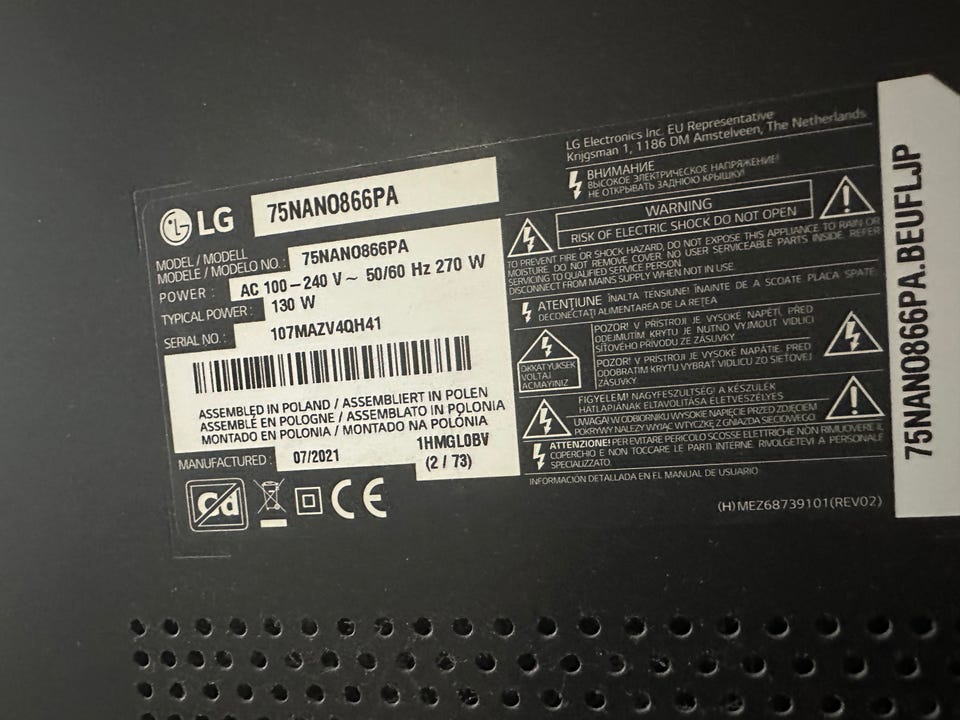 LG
75NANO866PA
MODEL / MODELL
MODELE / MODELO NO.: 75NANO866PA
POWER : AC 100–240 V~ 50/60 Hz 270 W
TYPICAL POWER : 130 W
SERIAL NO. : 107MAZV4QH41
ASSEMBLED IN POLAND / ASSEMBLIERT IN POLEN
ASSEMBLÉ EN POLOGNE / ASSEMBLATO IN POLONIA
MONTADO EN POLONIA / MONTADO NA POLÓNIA
MANUFACTURED : 07/2021
1HMGL0BV
(2 / 73)
Cd
CE
LG Electronics Inc. EU Representative
Krijgsman 1, 1186 DM Amstelveen, The Netherlands
ВНИМАНИЕ
ВЫСОКОЕ ЭЛЕКТРИЧЕСКОЕ НАПРЯЖЕНИЕ!
НЕ ОТКРЫВАТЬ ЗАДНЮЮ КРЫШКУ!
WARNING
RISK OF ELECTRIC SHOCK DO NOT OPEN
TO PREVENT FIRE OR SHOCK HAZARD, DO NOT EXPOSE THIS APPLIANCE TO RAIN OR
MOISTURE. DO NOT REMOVE COVER. NO USER SERVICEABLE PARTS INSIDE. REFER
SERVICING TO QUALIFIED SERVICE PERSON.
DISCONNECT FROM MAINS SUPPLY WHEN NOT IN USE.
ATENŢIUNE ÎNALTA TENSIUNE! ÎNAINTE DE A SCOATE PLACA SPATE:
DECONECTAŢI ALIMENTAREA DE LA REŢEA
DİKKATYÜKSEK
VOLTAJ
AÇMAYINIZ
POZOR! V PŘÍSTROJI JE VYSOKÉ NAPĚTÍ, PŘED
ODEJMUTÍM KRYTU JE NUTNO VYJMOUT VIDLICI
SÍŤOVÉHO PŘÍVODU ZE ZÁSUVKY.
POZOR! V PRÍSTROJI JE VYSOKÉ NAPÄTIE. PRED
ODOBRATIM KRYTU VYBRAŤ VIDLICU ZO SIEŤOVEJ
ZÁSUVKY.
FIGYELEM! NAGYFESZÜLTSÉG! A KÉSZÜLÉK
HATLAPJÁNAK ELTÁVOLÍTÁSA ÉLETVESZÉLYES
UWAGA! W ODBIORNIKU WYSOKIE NAPIĘCIE PRZED ZDJĘCIEM
POKRYWY NALEŻY WYJĄĆ WTYCZKĘ Z GNIAZDA SIECIOWEGO
ATTENZIONE! PER EVITARE PERICOLO SCOSSE ELETTRICHE NON RIMUOVERE IL
COPERCHIO E NON TOCCARE LE PARTI INTERNE. RIVOLGETEVI A PERSONALE
SPECIALIZZATO.
INFORMACIÓN DETALLADA EN EL MANUAL DE USUARIO
(H)MEZ68739101(REV02)
75NANO866PA.BEUFLJP